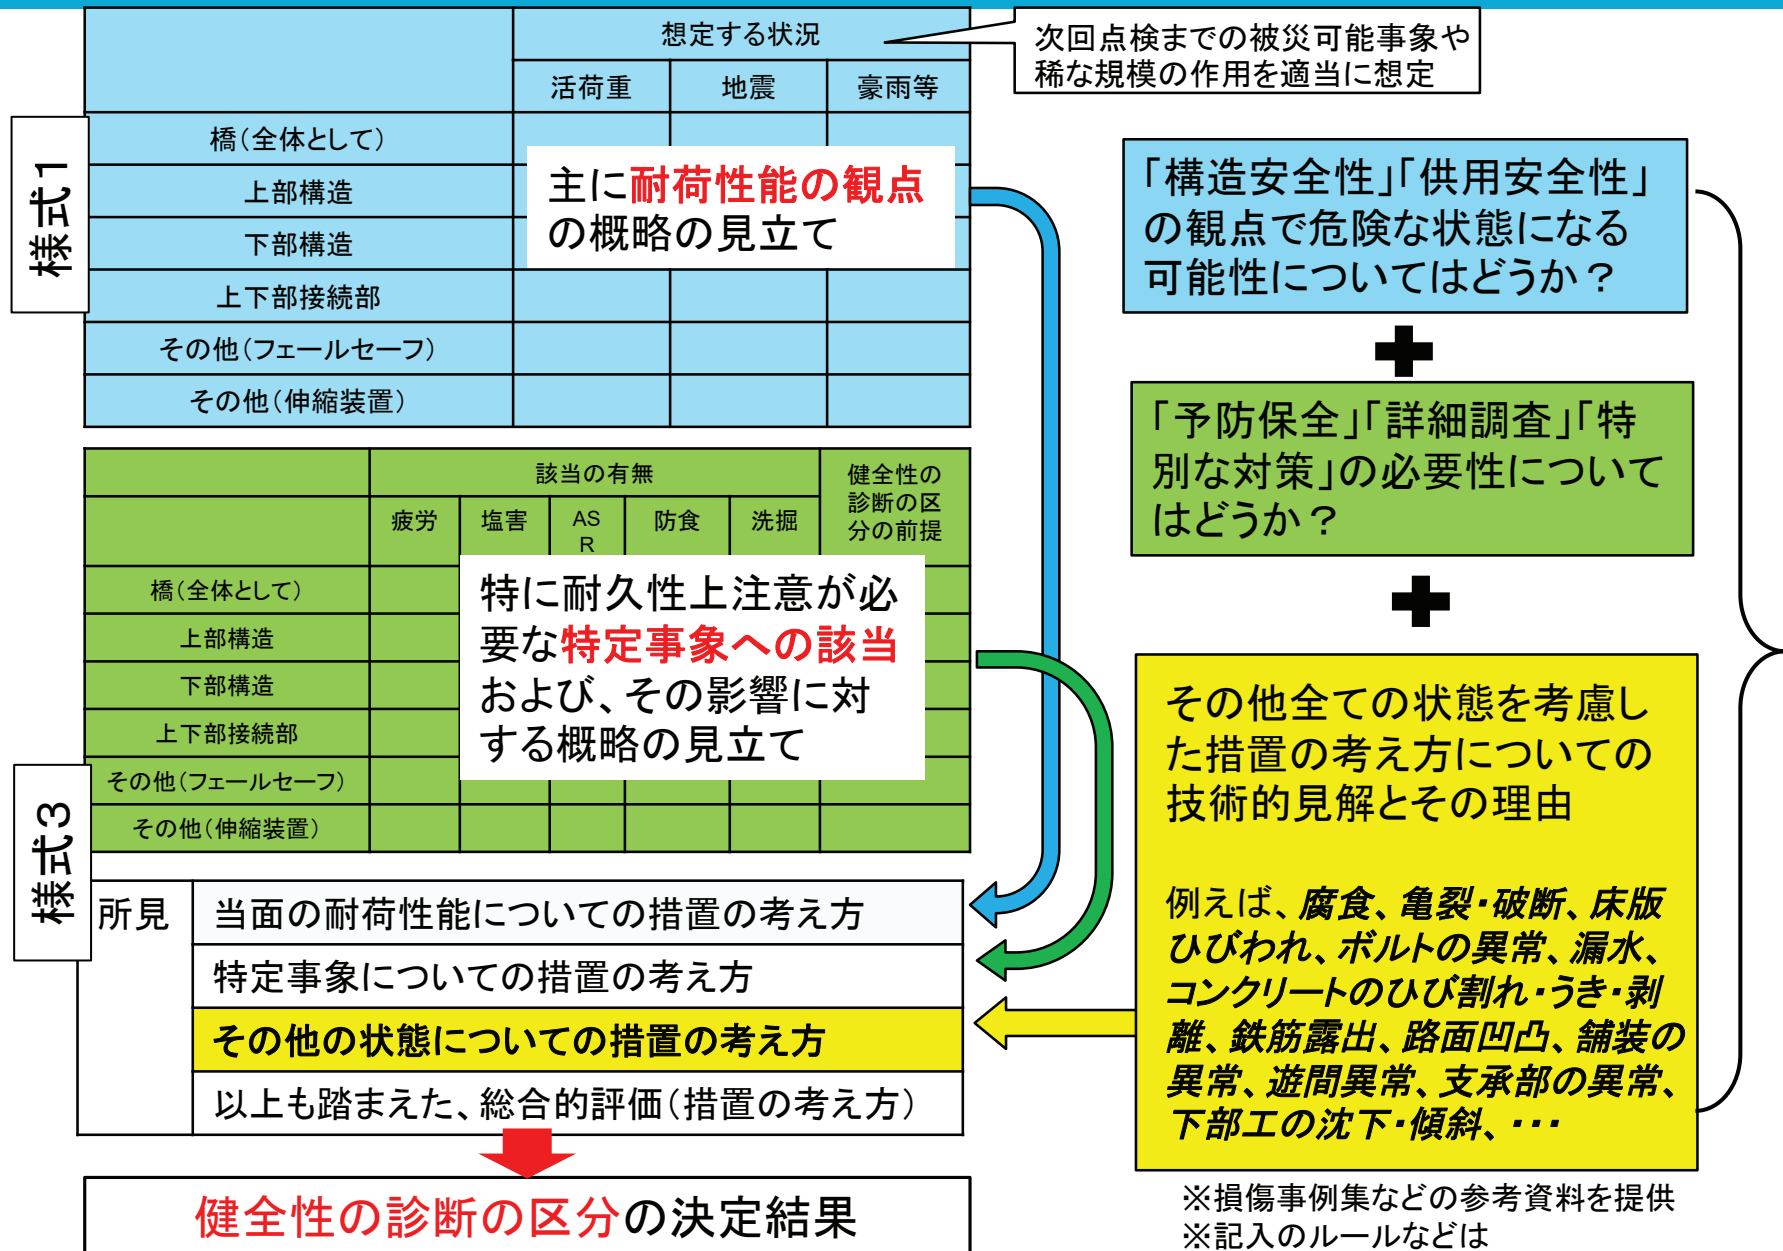 想定する状況
活荷重 地震 豪雨等
次回点検までの被災可能事象や
稀な規模の作用を適当に想定
様式1
橋(全体として)
上部構造
下部構造
上下部接続部
その他(フェールセーフ)
その他(伸縮装置)
主に耐荷性能の観点
の概略の見立て
該当の有無
健全性の
診断の区
分の前提
疲労 塩害 AS
R 防食 洗掘
橋(全体として)
上部構造
下部構造
上下部接続部
その他(フェールセーフ)
その他(伸縮装置)
特に耐久性上注意が必
要な特定事象への該当
および、その影響に対
する概略の見立て
様式3
所見
当面の耐荷性能についての措置の考え方
特定事象についての措置の考え方
その他の状態についての措置の考え方
以上も踏まえた、総合的評価(措置の考え方)
健全性の診断の区分の決定結果
「構造安全性」「供用安全性」
の観点で危険な状態になる
可能性についてはどうか?
「予防保全」「詳細調査」「特
別な対策」の必要性について
はどうか?
その他全ての状態を考慮し
た措置の考え方についての
技術的見解とその理由
例えば、腐食、亀裂・破断、床版
ひびわれ、ボルトの異常、漏水、
コンクリートのひび割れ・うき・剥
離、鉄筋露出、路面凹凸、舗装の
異常、遊間異常、支承部の異常、
下部工の沈下・傾斜、・・・
※損傷事例集などの参考資料を提供
※記入のルールなどは